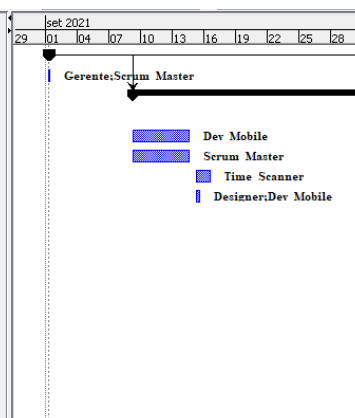 set 2021
29 01 04 07 10 13 16 19 22 25 28
Gerente;Scrum Master
Dev Mobile
Scrum Master
Time Scanner
Designer;Dev Mobile